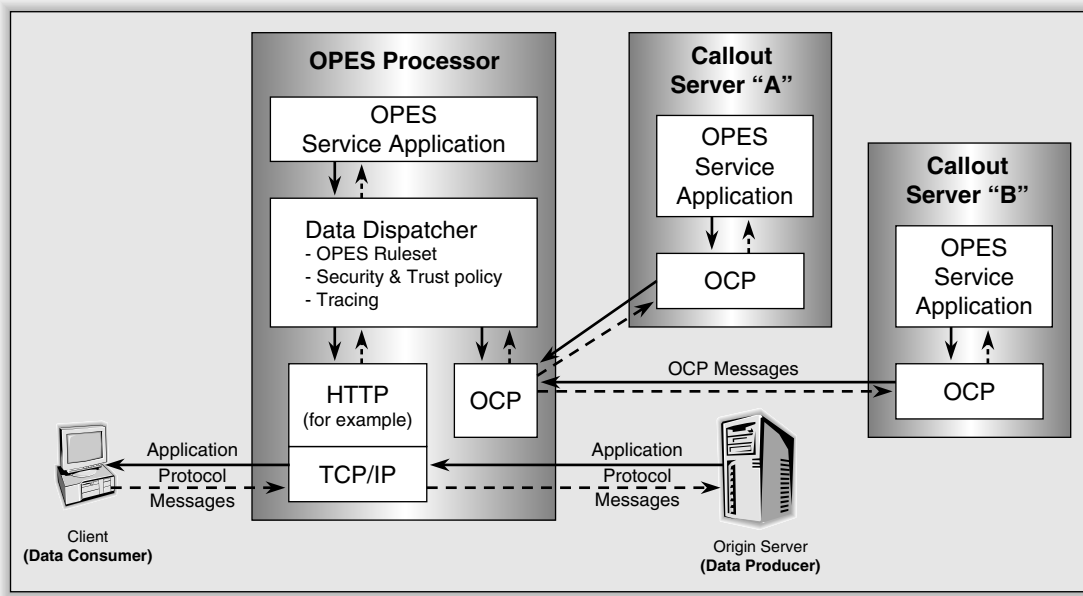 OPES Processor
OPES
Service Application
Data Dispatcher
- OPES Ruleset
- Security & Trust policy
- Tracing
HTTP
(for example)
TCP/IP
OCP
Callout
Server “A”
OPES
Service
Application
OCP
Callout
Server “B”
OPES
Service
Application
OCP
OCP Messages
Application
Protocol
Messages
Application
Protocol
Messages
Client
(Data Consumer)
Origin Server
(Data Producer)